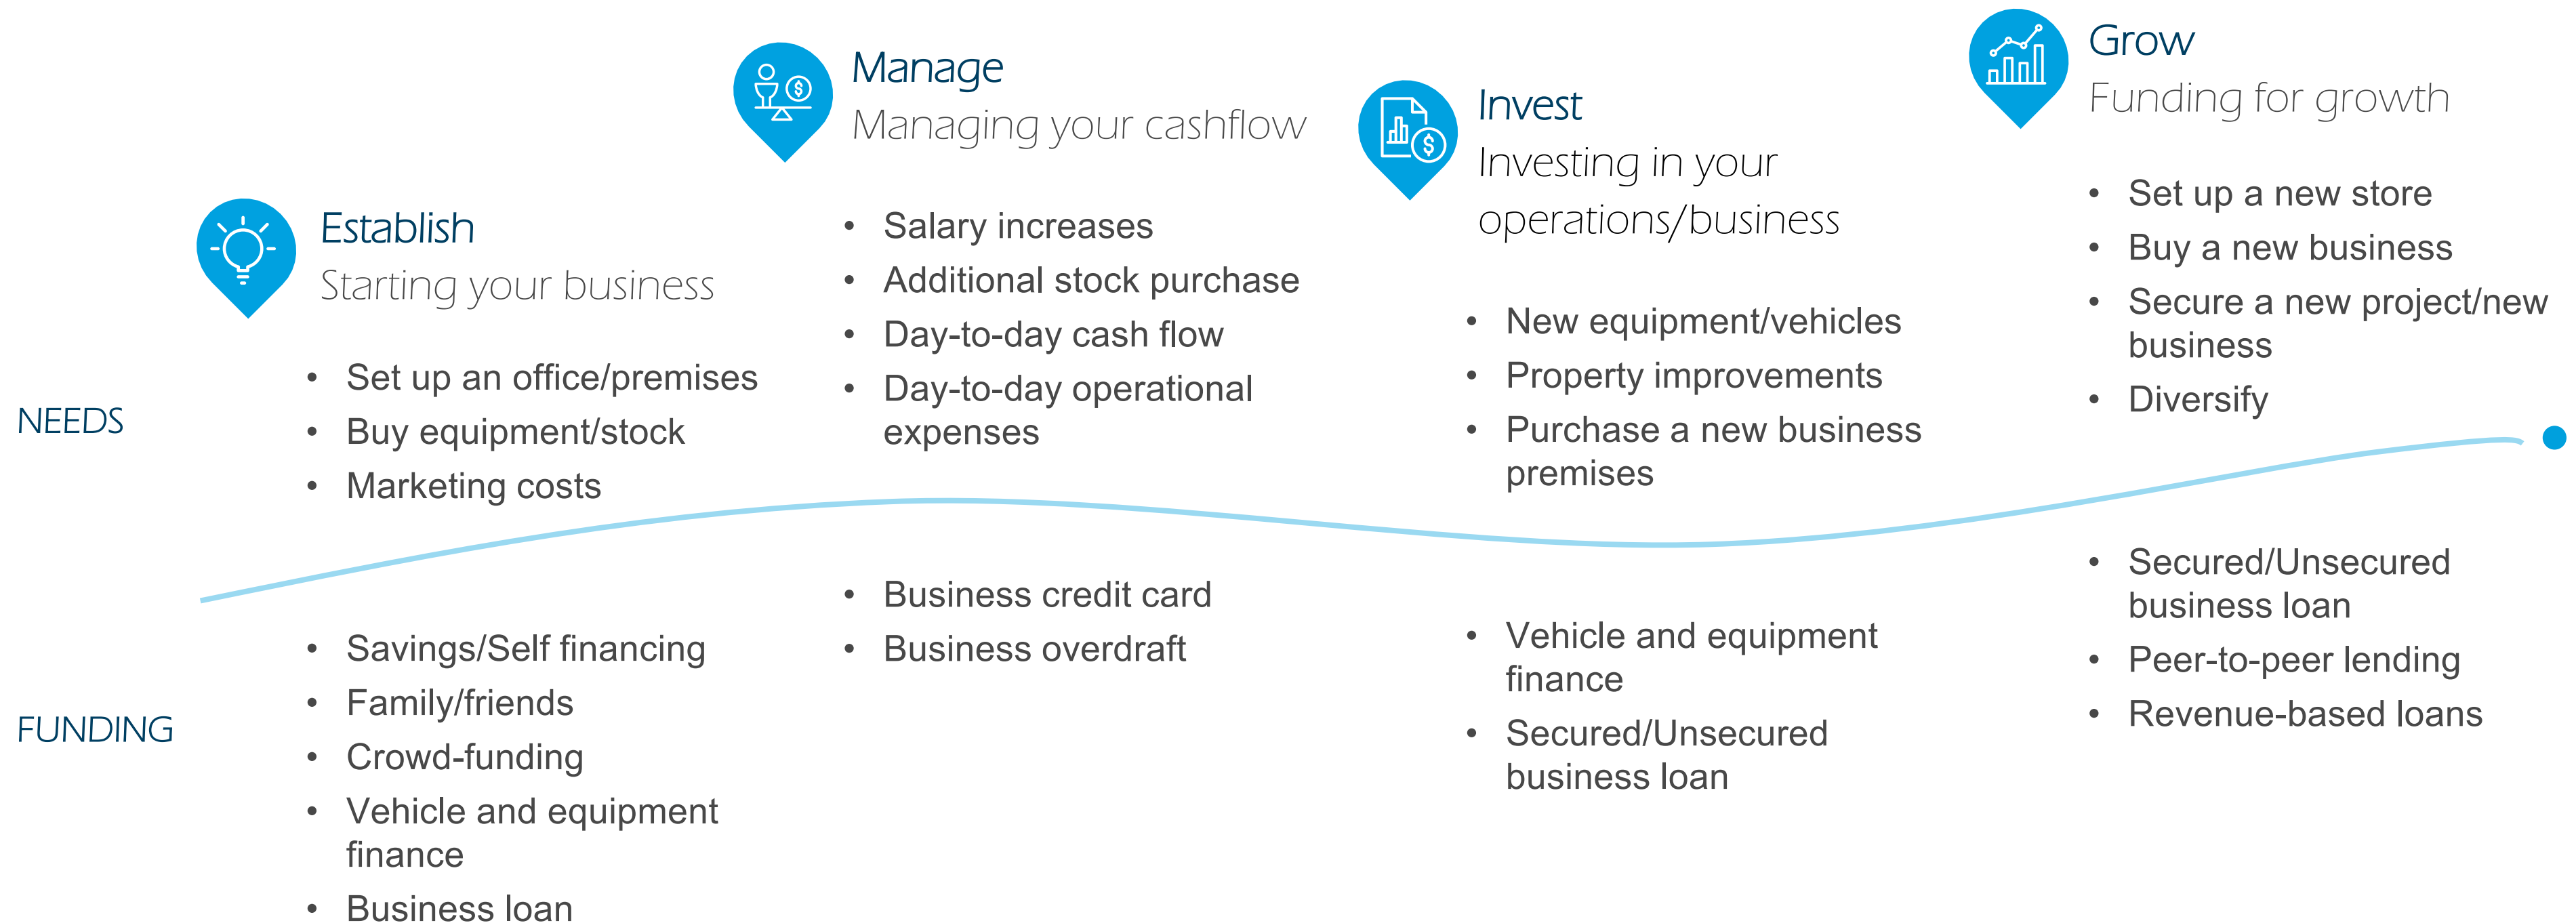 Establish
Starting your business
Manage
Managing your cashflow
Invest
Investing in your
operations/business
Grow
Funding for growth
NEEDS
• Set up an office/premises
• Buy equipment/stock
• Marketing costs
• Salary increases
• Additional stock purchase
• Day-to-day cash flow
• Day-to-day operational
expenses
• New equipment/vehicles
• Property improvements
• Purchase a new business
premises
• Set up a new store
• Buy a new business
• Secure a new project/new
business
• Diversify
FUNDING
• Savings/Self financing
• Family/friends
• Crowd-funding
• Vehicle and equipment
finance
• Business loan
• Business credit card
• Business overdraft
• Vehicle and equipment
finance
• Secured/Unsecured
business loan
• Secured/Unsecured
business loan
• Peer-to-peer lending
• Revenue-based loans